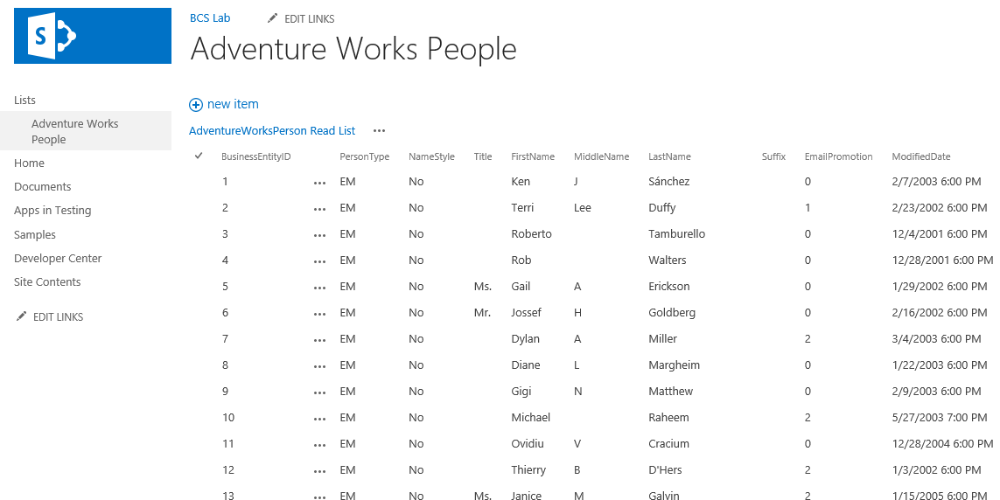 S
BCS Lab EDIT LINKS
Adventure Works People
Lists
Adventure Works
People
Home
Documents
Apps in Testing
Samples
Developer Center
Site Contents
EDIT LINKS
new item
AdventureWorksPerson Read List ...
BusinessEntityID PersonType NameStyle Title FirstName MiddleName LastName Suffix EmailPromotion ModifiedDate
1 ... EM No Ken J Sánchez 0 2/7/2003 6:00 PM
2 ... EM No Terri Lee Duffy 1 2/23/2002 6:00 PM
3 ... EM No Roberto Tamburello 0 12/4/2001 6:00 PM
4 ... EM No Rob Walters 0 12/28/2001 6:00 PM
5 ... EM No Ms. Gail A Erickson 0 1/29/2002 6:00 PM
6 ... EM No Mr. Jossef H Goldberg 0 2/16/2002 6:00 PM
7 ... EM No Dylan A Miller 2 3/4/2003 6:00 PM
8 ... EM No Diane L Margheim 0 1/22/2003 6:00 PM
9 ... EM No Gigi N Matthew 0 2/9/2003 6:00 PM
10 ... EM No Michael Raheem 2 5/27/2003 7:00 PM
11 ... EM No Ovidiu V Cracium 0 12/28/2004 6:00 PM
12 ... EM No Thierry B D'Hers 2 1/3/2002 6:00 PM
13 ... EM No Ms. Janice M Galvin 2 1/15/2005 6:00 PM